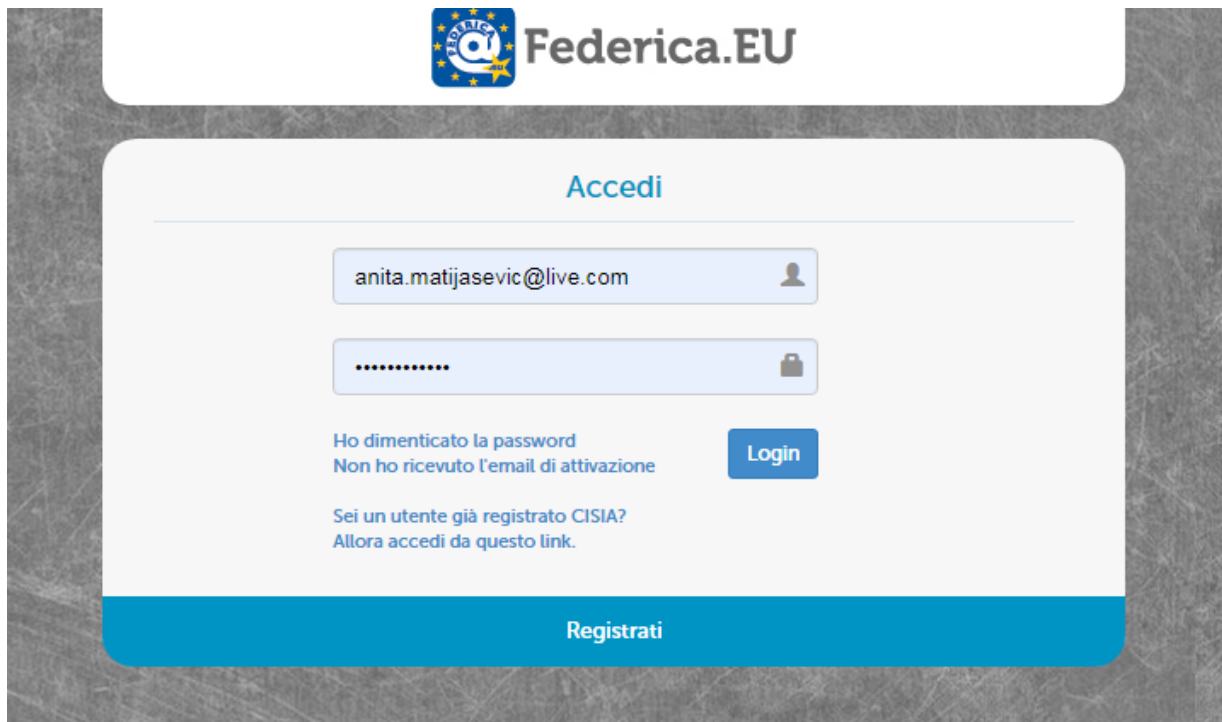 Federica.EU
Accedi
anita.matijasevic@live.com
••••••••••••
Ho dimenticato la password
Login
Non ho ricevuto l'email di attivazione
Sei un utente già registrato CISIA?
Allora accedi da questo link.
Registrati